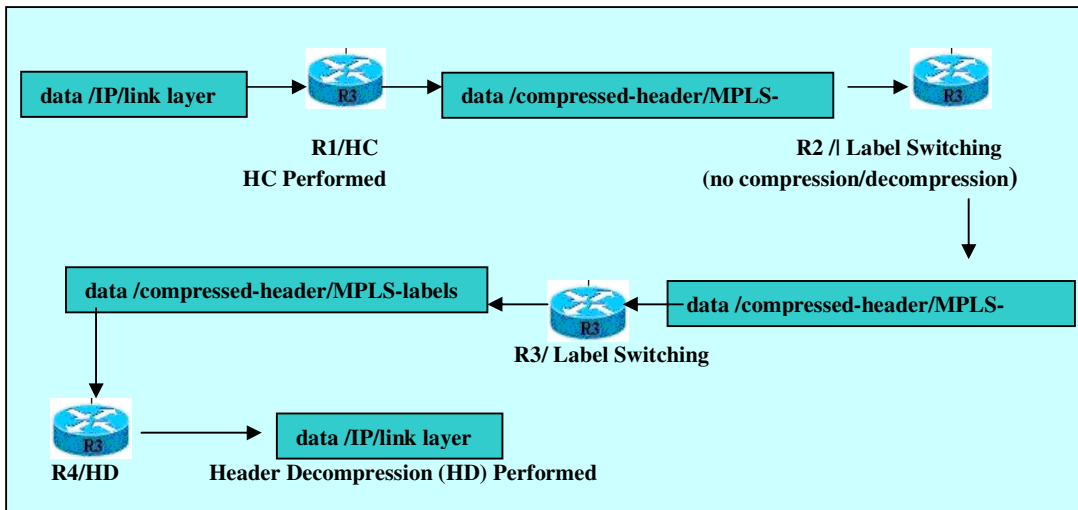 data /IP/link layer
R3
data /compressed-header/MPLS-
R3
R1/HC
HC Performed
R2 /l Label Switching
(no compression/decompression)
data /compressed-header/MPLS-labels
R3
data /compressed-header/MPLS-
R3/ Label Switching
R3
data /IP/link layer
R4/HD
Header Decompression (HD) Performed